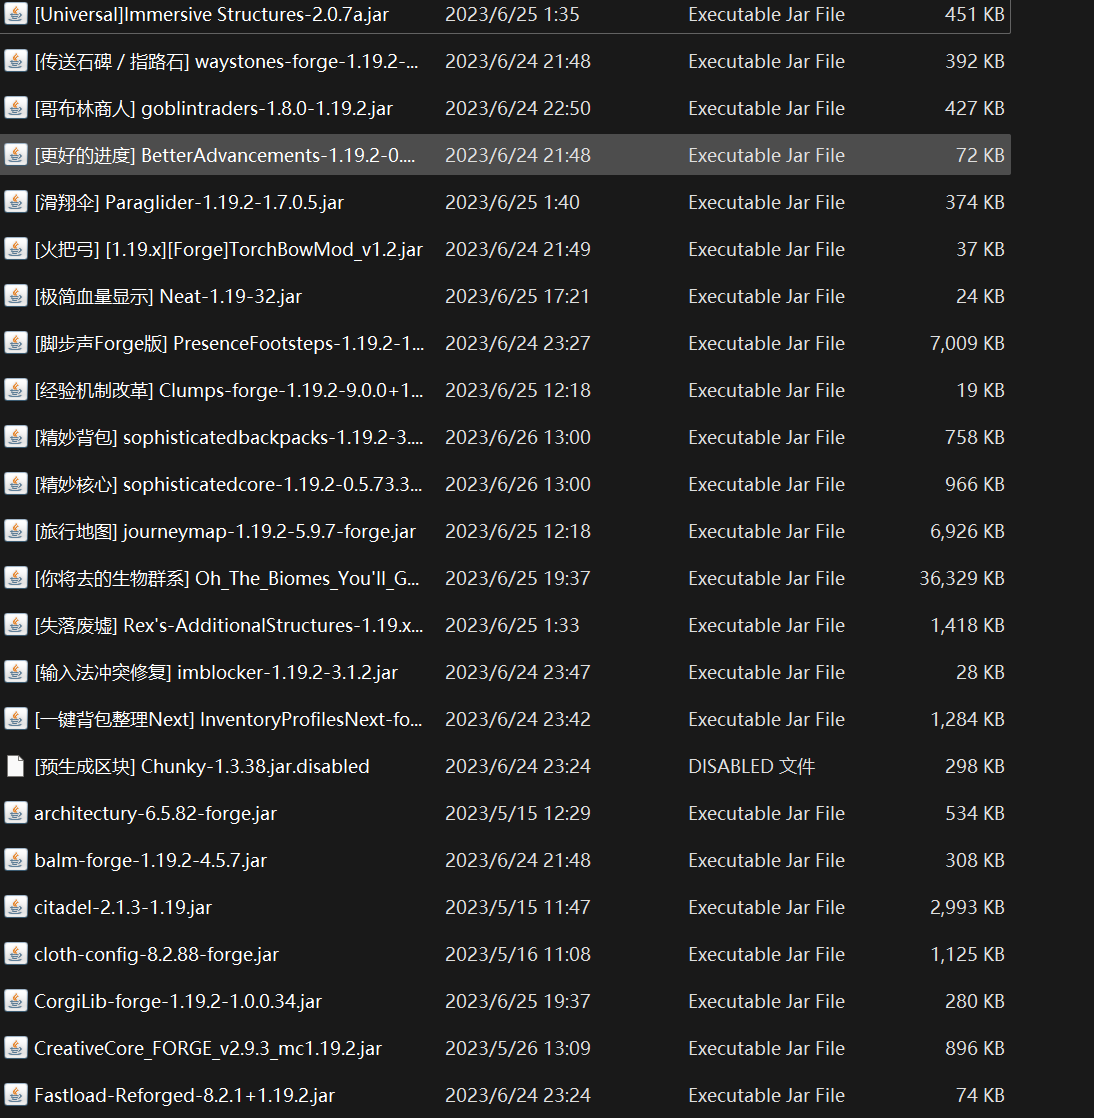 [Universal]Immersive Structures-2.0.7a.jar 2023/6/25 1:35 Executable Jar File 451 KB
[传送石碑 / 指路石] waystones-forge-1.19.2-... 2023/6/24 21:48 Executable Jar File 392 KB
[哥布林商人] goblintraders-1.8.0-1.19.2.jar 2023/6/24 22:50 Executable Jar File 427 KB
[更好的进度] BetterAdvancements-1.19.2-0.... 2023/6/24 21:48 Executable Jar File 72 KB
[滑翔伞] Paraglider-1.19.2-1.7.0.5.jar 2023/6/25 1:40 Executable Jar File 374 KB
[火把弓] [1.19.x][Forge]TorchBowMod_v1.2.jar 2023/6/24 21:49 Executable Jar File 37 KB
[极简血量显示] Neat-1.19-32.jar 2023/6/25 17:21 Executable Jar File 24 KB
[脚步声Forge版] PresenceFootsteps-1.19.2-1... 2023/6/24 23:27 Executable Jar File 7,009 KB
[经验机制改革] Clumps-forge-1.19.2-9.0.0+1... 2023/6/25 12:18 Executable Jar File 19 KB
[精妙背包] sophisticatedbackpacks-1.19.2-3.... 2023/6/26 13:00 Executable Jar File 758 KB
[精妙核心] sophisticatedcore-1.19.2-0.5.73.3... 2023/6/26 13:00 Executable Jar File 966 KB
[旅行地图] journeymap-1.19.2-5.9.7-forge.jar 2023/6/25 12:18 Executable Jar File 6,926 KB
[你将去的生物群系] Oh_The_Biomes_You'll_G... 2023/6/25 19:37 Executable Jar File 36,329 KB
[失落废墟] Rex's-AdditionalStructures-1.19.x... 2023/6/25 1:33 Executable Jar File 1,418 KB
[输入法冲突修复] imblocker-1.19.2-3.1.2.jar 2023/6/24 23:47 Executable Jar File 28 KB
[一键背包整理Next] InventoryProfilesNext-fo... 2023/6/24 23:42 Executable Jar File 1,284 KB
[预生成区块] Chunky-1.3.38.jar.disabled 2023/6/24 23:24 DISABLED 文件 298 KB
architectury-6.5.82-forge.jar 2023/5/15 12:29 Executable Jar File 534 KB
balm-forge-1.19.2-4.5.7.jar 2023/6/24 21:48 Executable Jar File 308 KB
citadel-2.1.3-1.19.jar 2023/5/15 11:47 Executable Jar File 2,993 KB
cloth-config-8.2.88-forge.jar 2023/5/16 11:08 Executable Jar File 1,125 KB
CorgiLib-forge-1.19.2-1.0.0.34.jar 2023/6/25 19:37 Executable Jar File 280 KB
CreativeCore_FORGE_v2.9.3_mc1.19.2.jar 2023/5/26 13:09 Executable Jar File 896 KB
Fastload-Reforged-8.2.1+1.19.2.jar 2023/6/24 23:24 Executable Jar File 74 KB